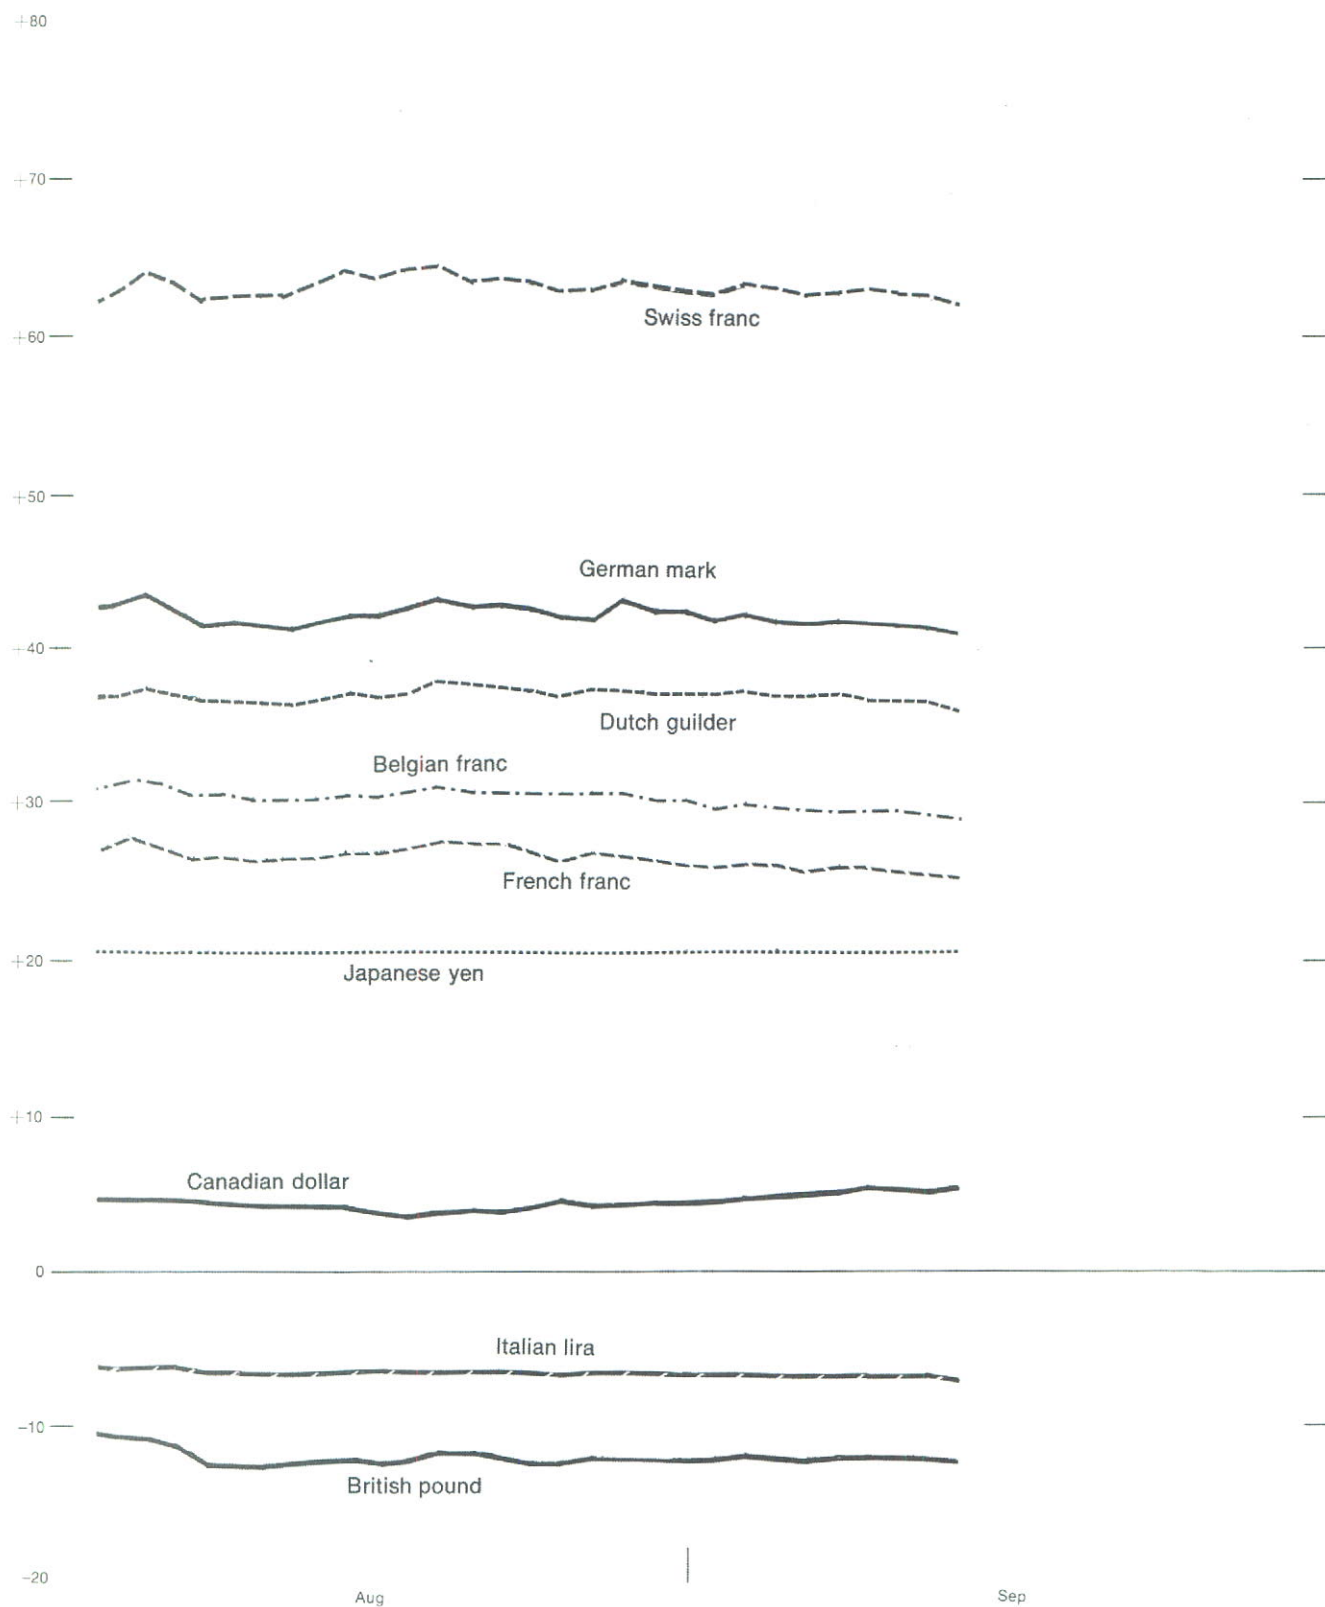 +80
+70
Swiss franc
+60
+50
German mark
+40
Dutch guilder
Belgian franc
+30
French franc
+20
Japanese yen
+10
Canadian dollar
0
Italian lira
-10
British pound
-20
Aug Sep